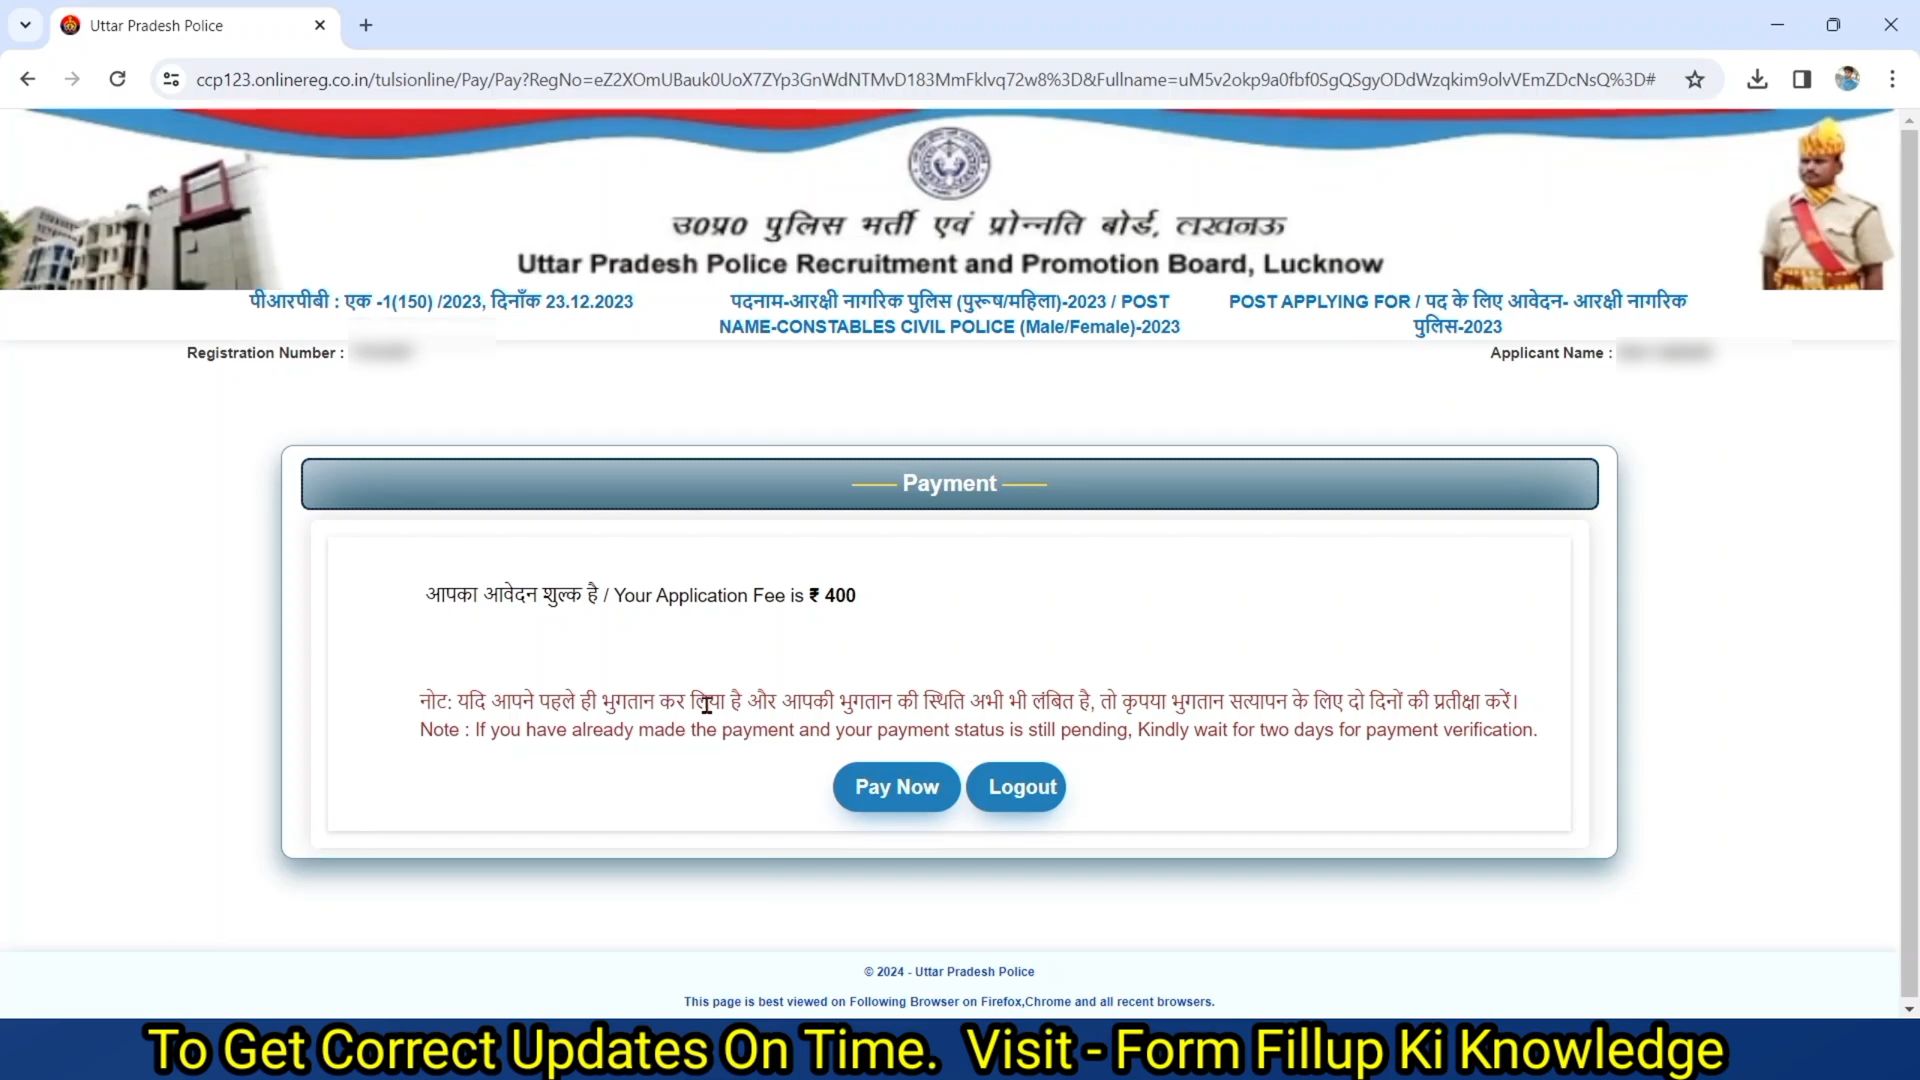 Uttar Pradesh Police
ccp123.onlinereg.co.in/tulsionline/Pay/Pay?RegNo=eZ2XOmUBauk0UoX7ZYp3GnWdNTMvD183MmFklvq72w8%3D&Fullname=uM5v2okp9a0fbf0SgQSgyODdWzqkim9olvVEmZDcNsQ%3D#
उ०प्र० पुलिस भर्ती एवं प्रोन्नति बोर्ड, लखनऊ
Uttar Pradesh Police Recruitment and Promotion Board, Lucknow
पीआरपीबी : एक -1(150) /2023, दिनाँक 23.12.2023
पदनाम-आरक्षी नागरिक पुलिस (पुरूष/महिला)-2023 / POST
NAME-CONSTABLES CIVIL POLICE (Male/Female)-2023
POST APPLYING FOR / पद के लिए आवेदन- आरक्षी नागरिक
पुलिस-2023
Registration Number :
Applicant Name :
Payment
आपका आवेदन शुल्क है / Your Application Fee is ₹ 400
नोट: यदि आपने पहले ही भुगतान कर लिया है और आपकी भुगतान की स्थिति अभी भी लंबित है, तो कृपया भुगतान सत्यापन के लिए दो दिनों की प्रतीक्षा करें।
Note : If you have already made the payment and your payment status is still pending, Kindly wait for two days for payment verification.
Pay Now
Logout
© 2024 - Uttar Pradesh Police
This page is best viewed on Following Browser on Firefox,Chrome and all recent browsers.
To Get Correct Updates On Time. Visit - Form Fillup Ki Knowledge